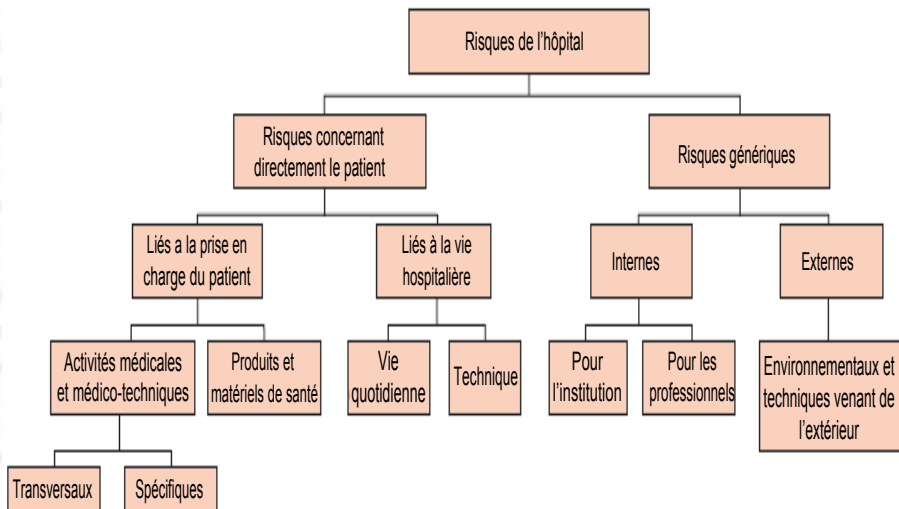 Risques de l’hôpital
Risques concernant
directement le patient
Risques génériques
Liés a la prise en
charge du patient
Liés à la vie
hospitalière
Internes
Externes
Activités médicales
et médico-techniques
Produits et
matériels de santé
Vie
quotidienne
Technique
Pour
l’institution
Pour les
professionnels
Environnementaux et
techniques venant de
l’extérieur
Transversaux
Spécifiques